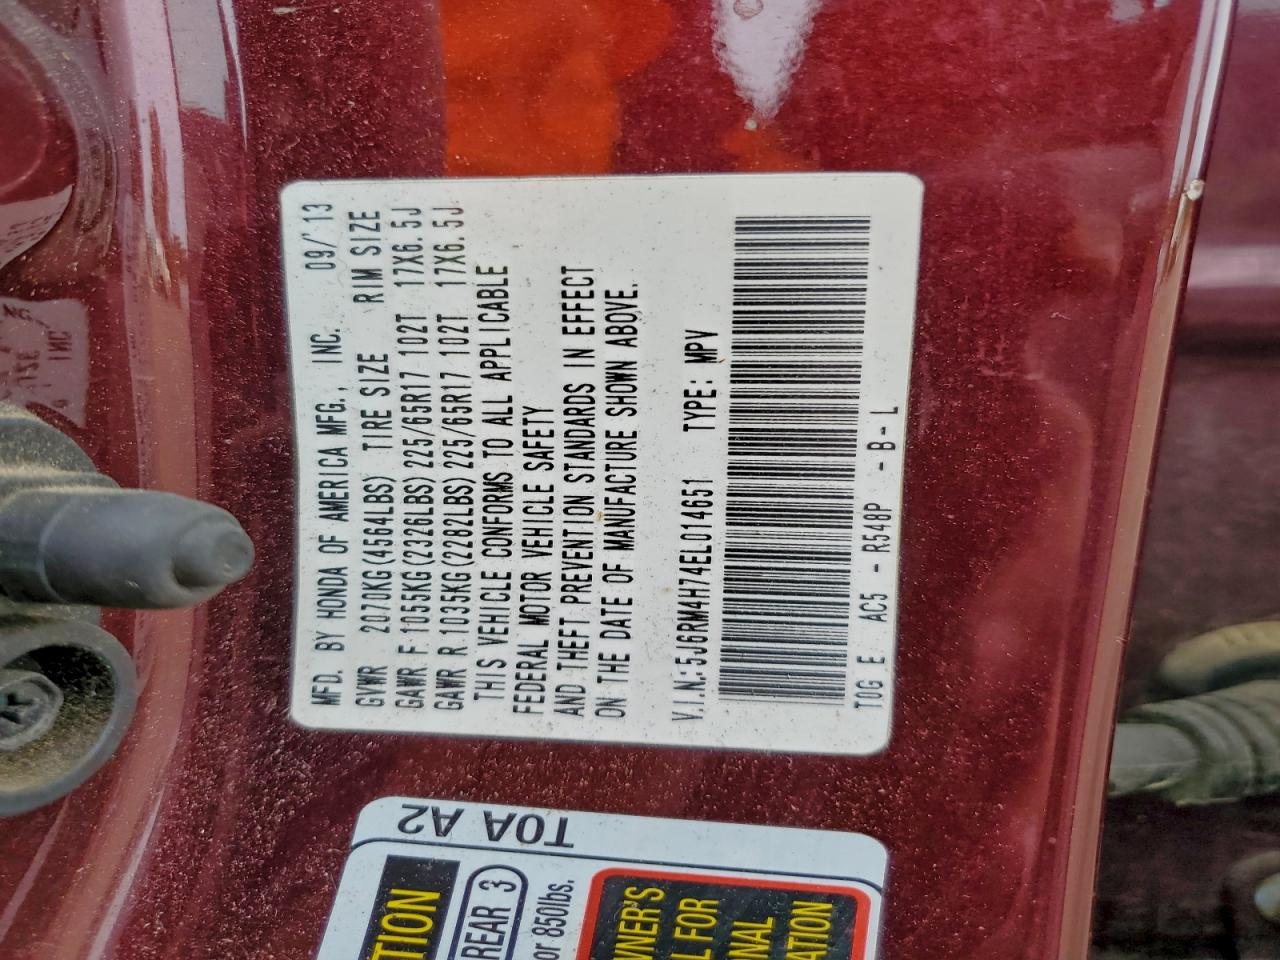 MFD. BY HONDA OF AMERICA MFG., INC. 09/'13
GVWR 2070KG(4564LBS) TIRE SIZE RIM SIZE
GAWR F 1055KG(2326LBS)225/65R17 102T 17X6.5J
GAWR R 1035KG(2282LBS)225/65R17 102T 17X6.5J
THIS VEHICLE CONFORMS TO ALL APPLICABLE
FEDERAL MOTOR VEHICLE SAFETY
AND THEFT PREVENTION STANDARDS IN EFFECT
ON THE DATE OF MANUFACTURE SHOWN ABOVE.
V.I.N:5J6RM4H74EL014651 TYPE: MPV
T0G E AC5 - R548P - B - L
T0A A2
TION
REAR 3
or 850lbs.
WNER'S
L FOR
ONAL
ATION